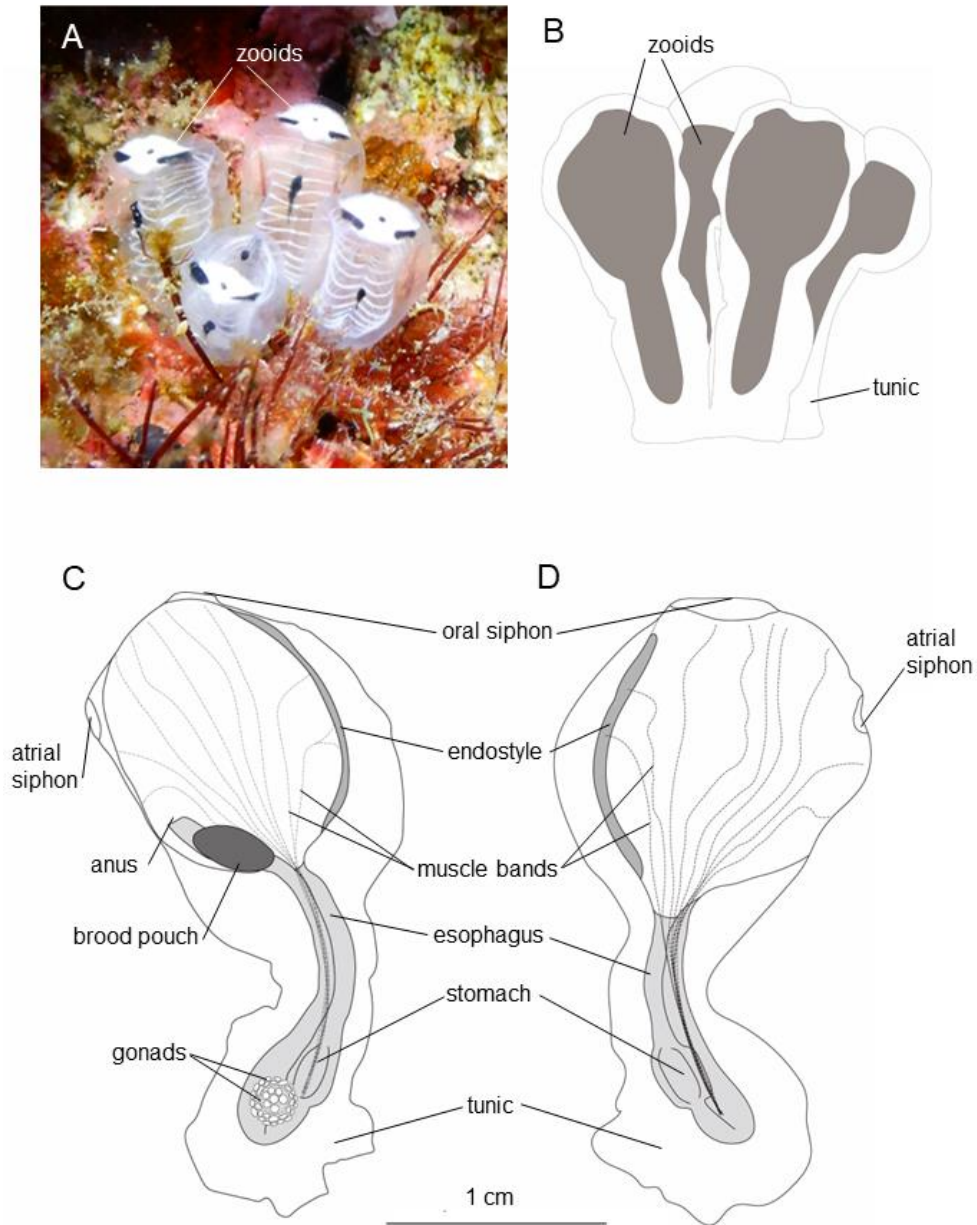 A
zooids
B
zooids
tunic
C
D
oral siphon
atrial
siphon
endostyle
atrial
siphon
anus
muscle bands
brood pouch
esophagus
stomach
gonads
tunic
1 cm